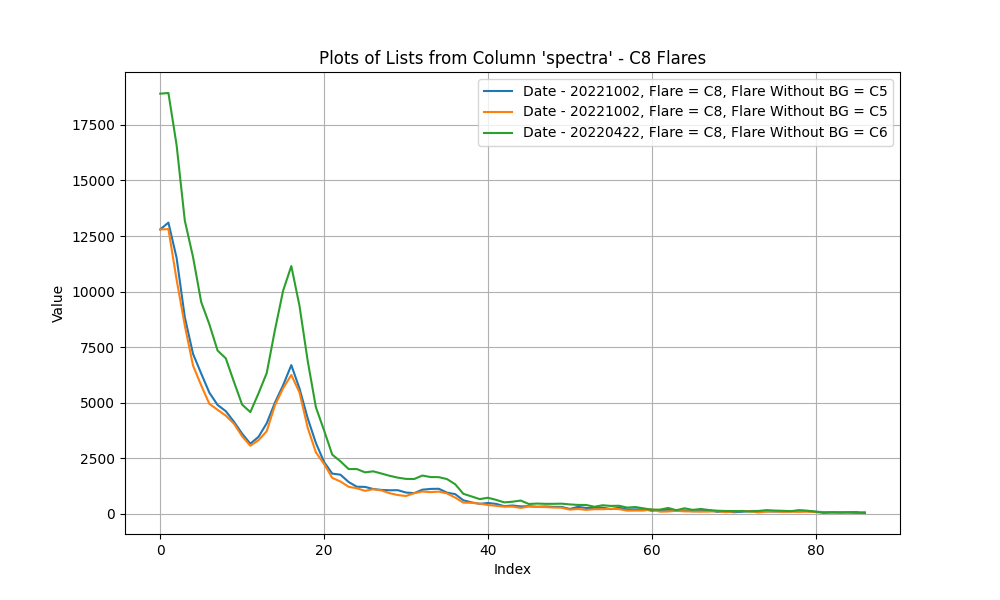 Plots of Lists from Column 'spectra' - C8 Flares
Date - 20221002, Flare = C8, Flare Without BG = C5
Date - 20221002, Flare = C8, Flare Without BG = C5
Date - 20220422, Flare = C8, Flare Without BG = C6
17500
15000
12500
10000
7500
5000
2500
0
Value
0 20 40 60 80
Index